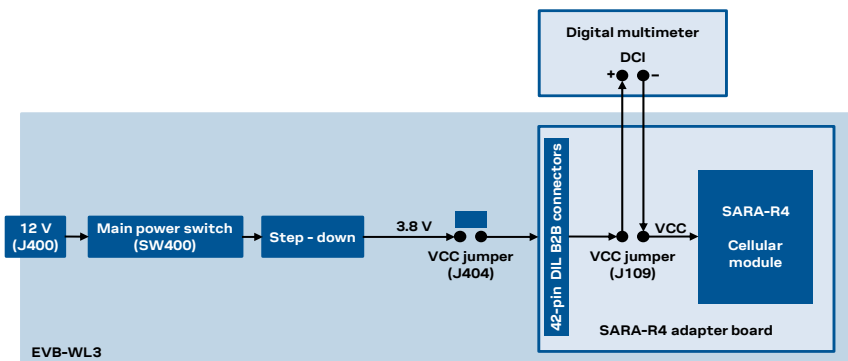 Digital multimeter
DCI
+ –
12 V
(J400)
Main power switch
(SW400)
Step - down
3.8 V
VCC jumper
(J404)
42-pin DIL B2B connectors
VCC jumper
(J109)
VCC
SARA-R4
Cellular
module
SARA-R4 adapter board
EVB-WL3